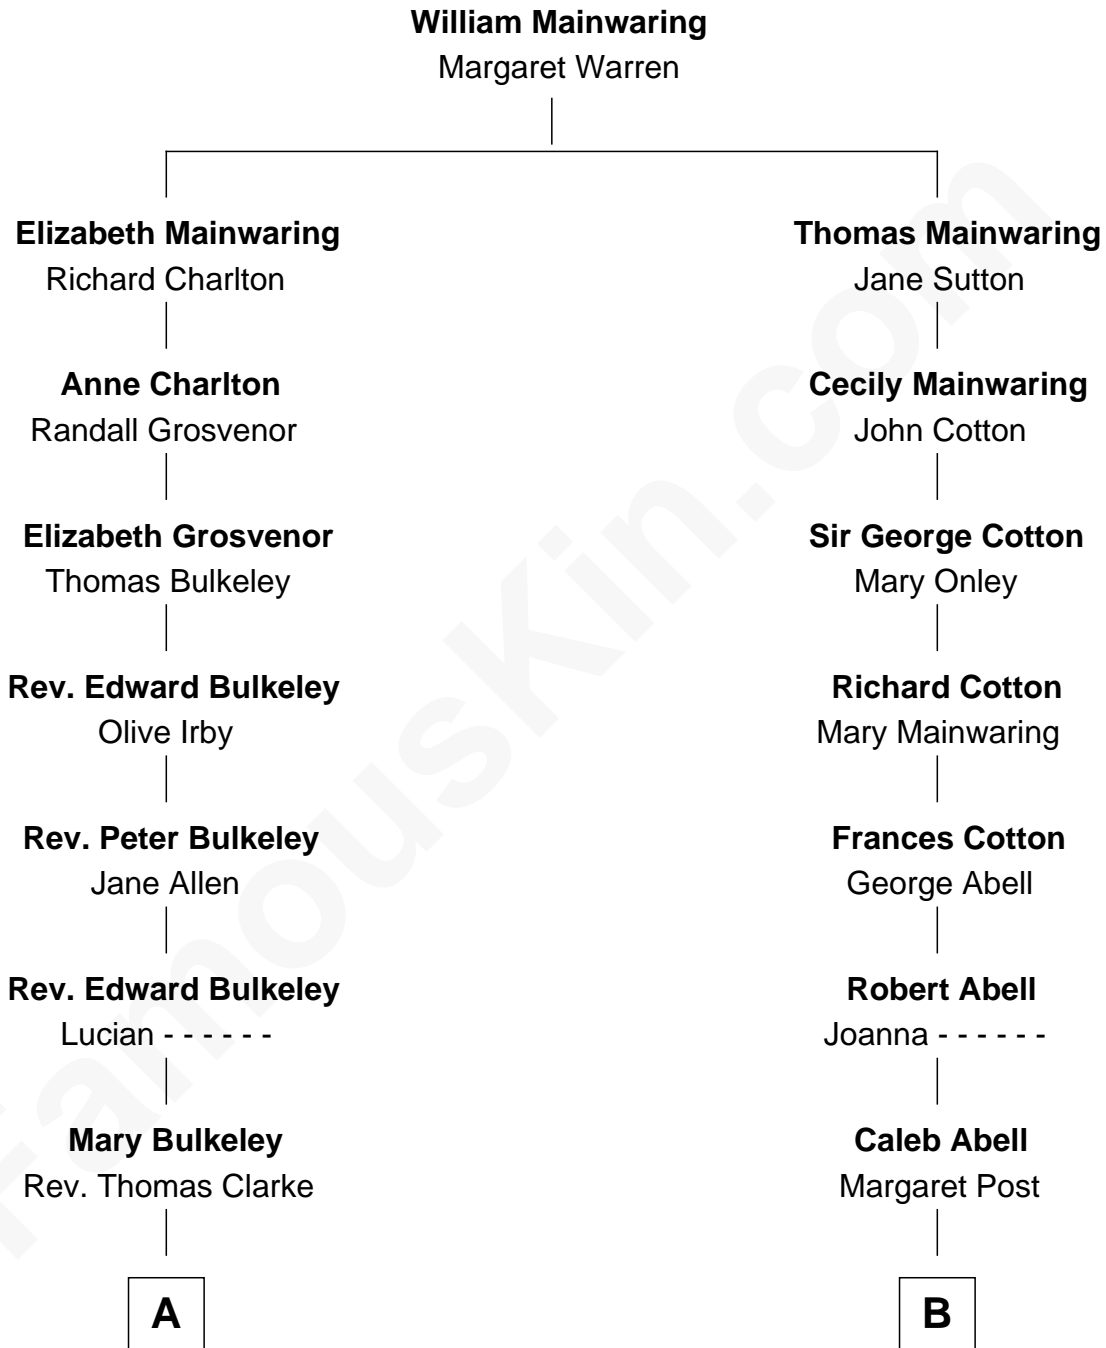 William Mainwaring
Margaret Warren
Elizabeth Mainwaring
Richard Charlton
Thomas Mainwaring
Jane Sutton
Anne Charlton
Randall Grosvenor
Cecily Mainwaring
John Cotton
Elizabeth Grosvenor
Thomas Bulkeley
Sir George Cotton
Mary Onley
Rev. Edward Bulkeley
Olive Irby
Richard Cotton
Mary Mainwaring
Rev. Peter Bulkeley
Jane Allen
Frances Cotton
George Abell
Rev. Edward Bulkeley
Lucian - - - - - -
Robert Abell
Joanna - - - - - -
Mary Bulkeley
Rev. Thomas Clarke
Caleb Abell
Margaret Post
A
B
FamousKin.com